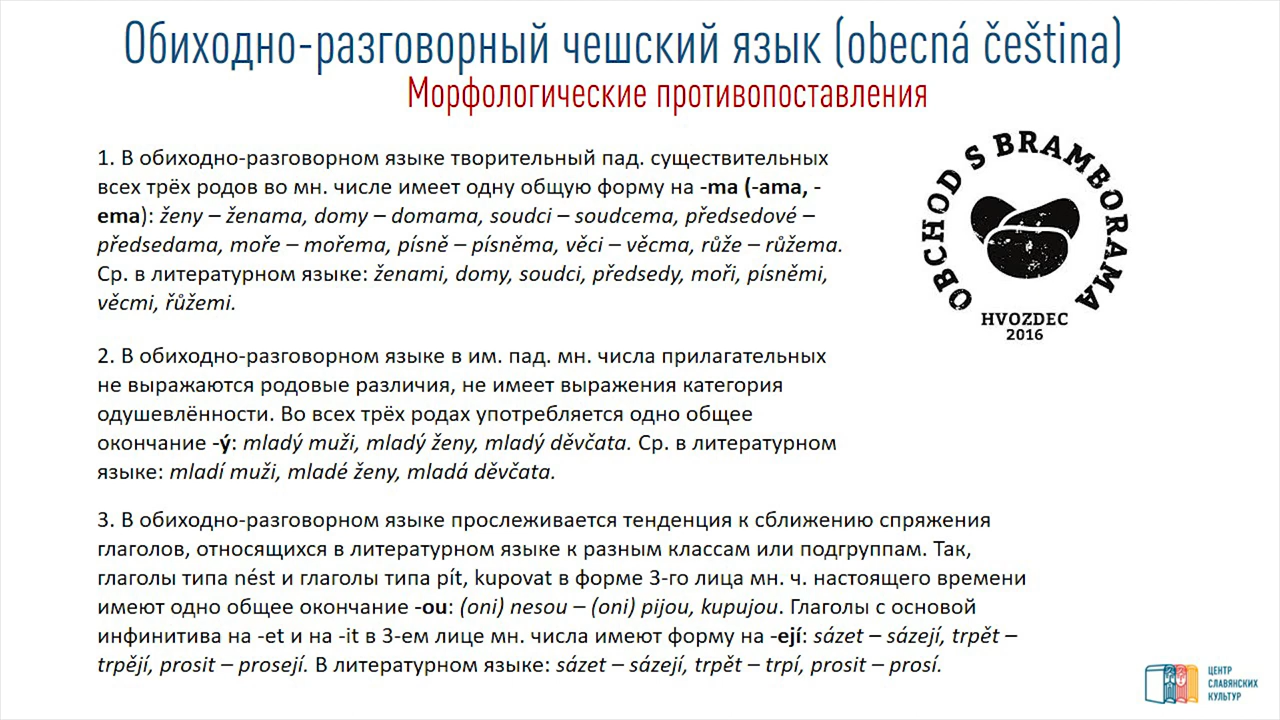 Обиходно-разговорный чешский язык (obecná čeština)
Морфологические противопоставления
1. В обиходно-разговорном языке творительный пад. существительных
всех трёх родов во мн. числе имеет одну общую форму на -ma (-ama, -
ema): ženy – ženama, domy – domama, soudci – soudcema, předsedové –
předsedama, moře – mořema, písně – písněma, věci – věcma, růže – růžema.
Ср. в литературном языке: ženami, domy, soudci, předsedy, moři, písněmi,
věcmi, řůžemi.
OBCHOD S BRAMBORAMA
HVOZDEC
2016
2. В обиходно-разговорном языке в им. пад. мн. числа прилагательных
не выражаются родовые различия, не имеет выражения категория
одушевлённости. Во всех трёх родах употребляется одно общее
окончание -ý: mladý muži, mladý ženy, mladý děvčata. Ср. в литературном
языке: mladí muži, mladé ženy, mladá děvčata.
3. В обиходно-разговорном языке прослеживается тенденция к сближению спряжения
глаголов, относящихся в литературном языке к разным классам или подгруппам. Так,
глаголы типа nést и глаголы типа pít, kupovat в форме 3-го лица мн. ч. настоящего времени
имеют одно общее окончание -ou: (oni) nesou – (oni) pijou, kupujou. Глаголы с основой
инфинитива на -et и на -it в 3-ем лице мн. числа имеют форму на -ejí: sázet – sázejí, trpět –
trpějí, prosit – prosejí. В литературном языке: sázet – sázejí, trpět – trpí, prosit – prosí.
ЦЕНТР
СЛАВЯНСКИХ
КУЛЬТУР